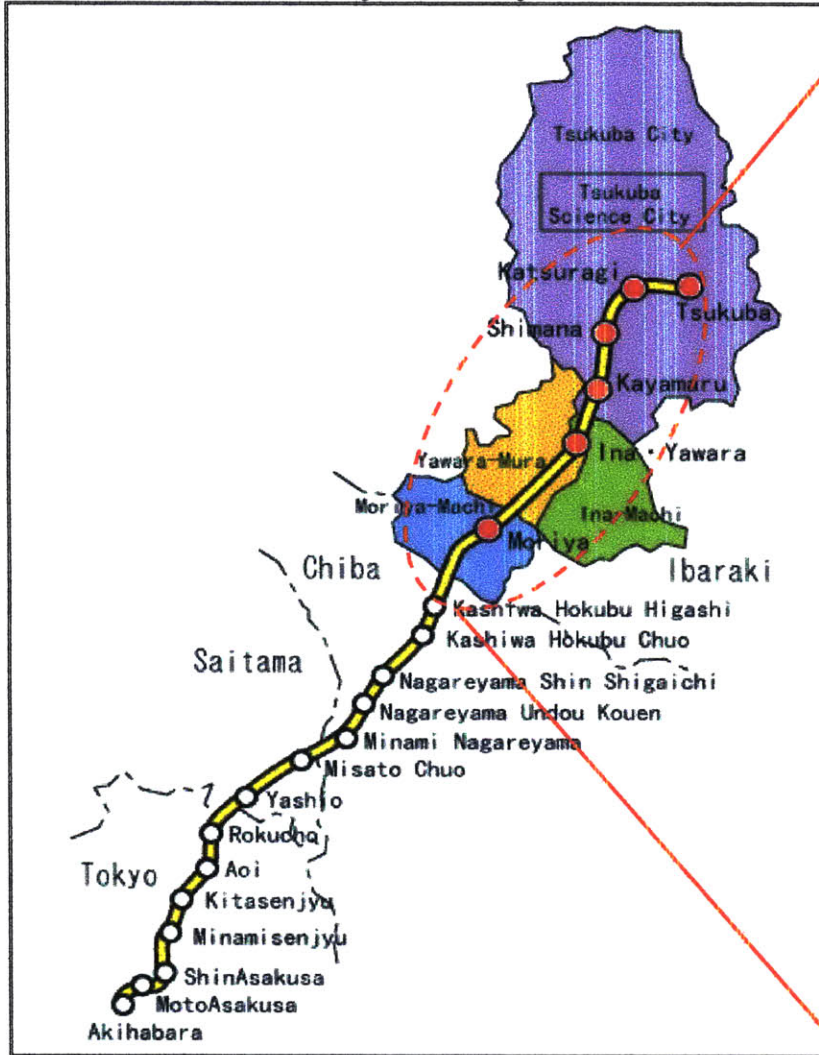 Tsukuba City
Tsukuba
Science City
Katsuragi
Tsukuba
Shimana
Kayamaru
Ina・Yawara
Yawara-Mura
Moriya-Machi
Ina-Machi
Moriya
Chiba
Ibaraki
Kashiwa Hokubu Higashi
Kashiwa Hokubu Chuo
Saitama
Nagareyama Shin Shigaichi
Nagareyama Undou Kouen
Minami Nagareyama
Misato Chuo
Yashio
Rokucho
Tokyo
Aoi
Kitasenjyu
Minamisenjyu
ShinAsakusa
MotoAsakusa
Akihabara